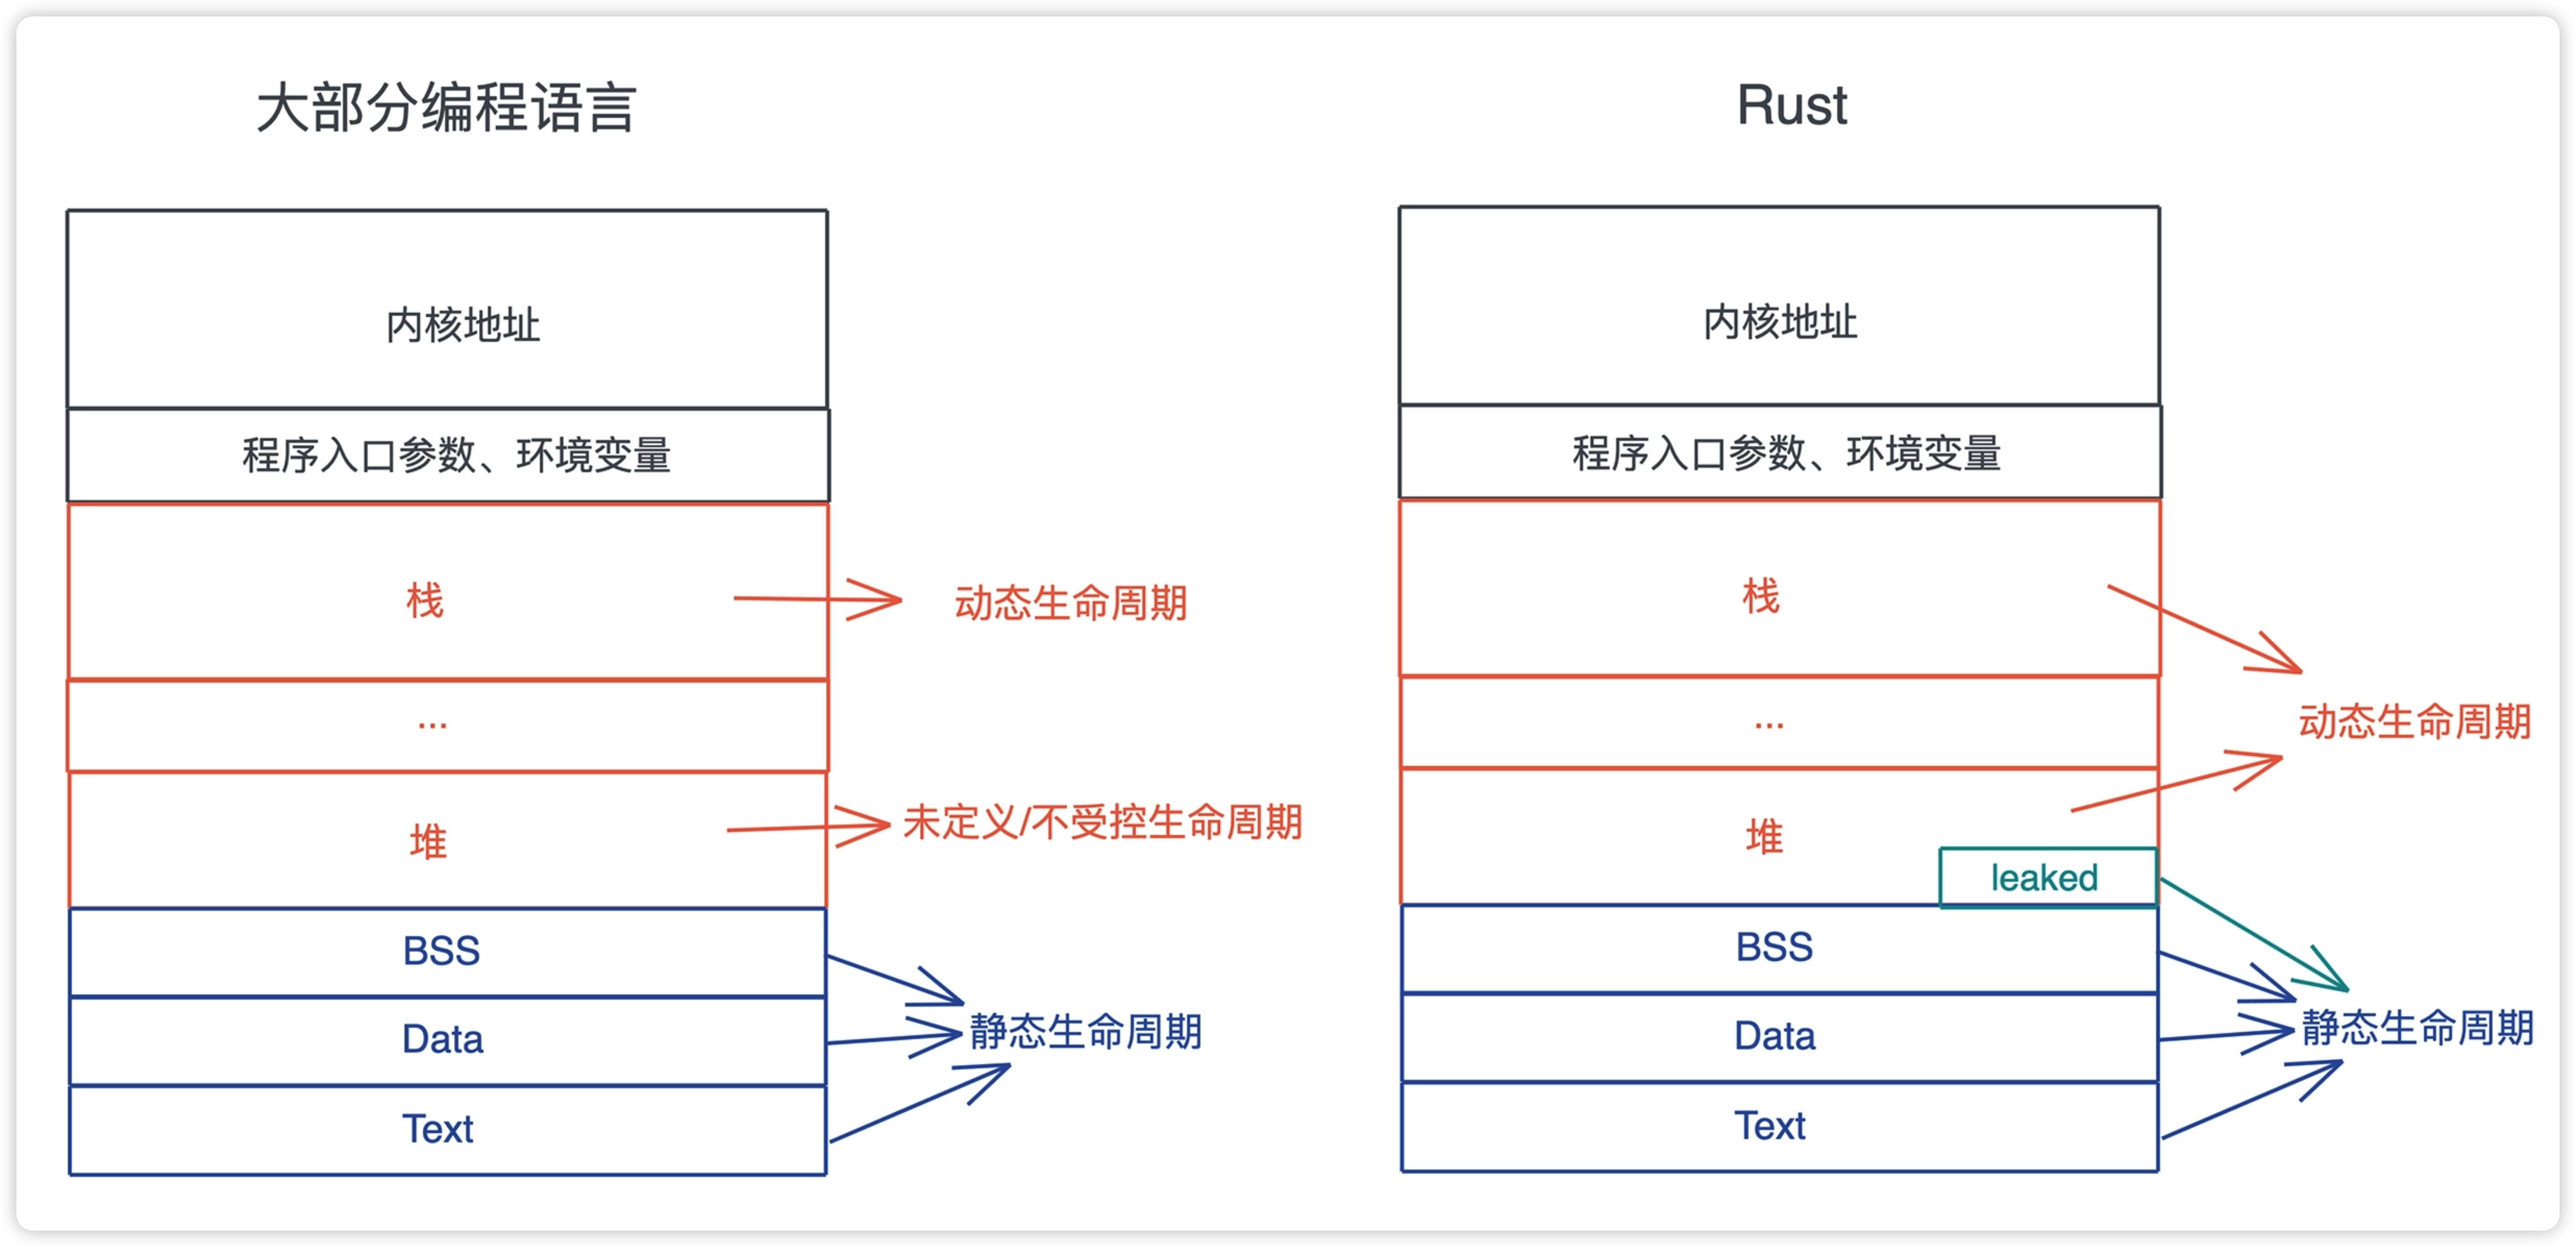 大部分编程语言
内核地址
程序入口参数、环境变量
栈
动态生命周期
...
堆
未定义/不受控生命周期
BSS
Data
静态生命周期
Text
Rust
内核地址
程序入口参数、环境变量
栈
...
动态生命周期
堆
leaked
BSS
Data
静态生命周期
Text